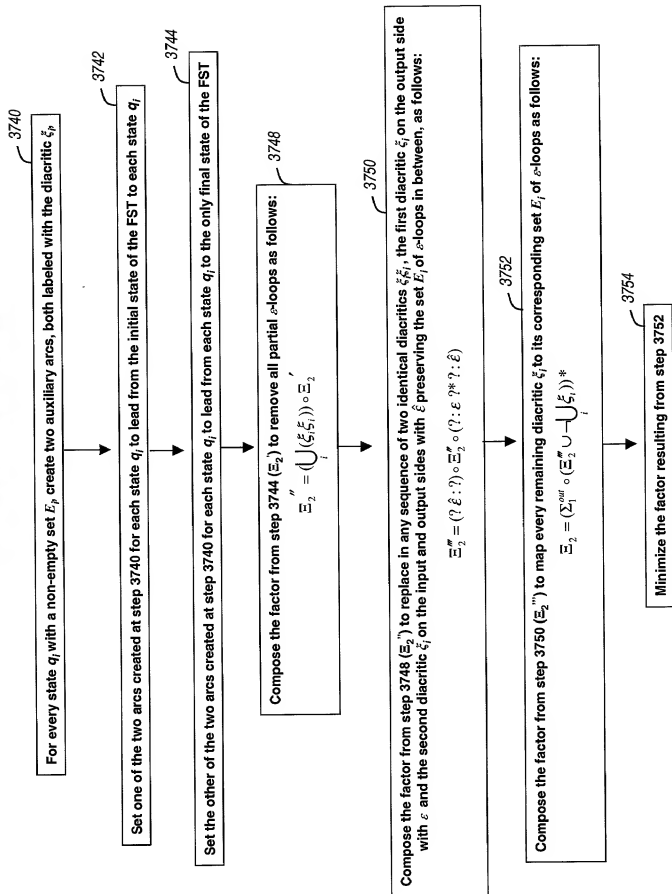 3740
For every state q_i with a non-empty set E_i, create two auxiliary arcs, both labeled with the diacritic ξ_i,
3742
Set one of the two arcs created at step 3740 for each state q_i to lead from the initial state of the FST to each state q_i
3744
Set the other of the two arcs created at step 3740 for each state q_i to lead from each state q_i to the only final state of the FST
3748
Compose the factor from step 3744 (Ξ_2') to remove all partial ε-loops as follows:
Ξ_2'' = (⋃_i (ξ_i ξ_i)) ∘ Ξ_2'
3750
Compose the factor from step 3748 (Ξ_2'') to replace in any sequence of two identical diacritics ξ_iξ_i, the first diacritic ξ_i on the output side
with ε and the second diacritic ξ_i on the input and output sides with ε̂ preserving the set E_i of ε-loops in between, as follows:
Ξ_2''' = (? ε̂ : ?) ∘ Ξ_2'' ∘ (? : ε ?* ? : ε̂)
3752
Compose the factor from step 3750 (Ξ_2''') to map every remaining diacritic ξ_i to its corresponding set E_i of ε-loops as follows:
Ξ_2 = (Σ_1^out ∘ (Ξ_2''' ∪ ¬⋃_i ξ_i))*
3754
Minimize the factor resulting from step 3752